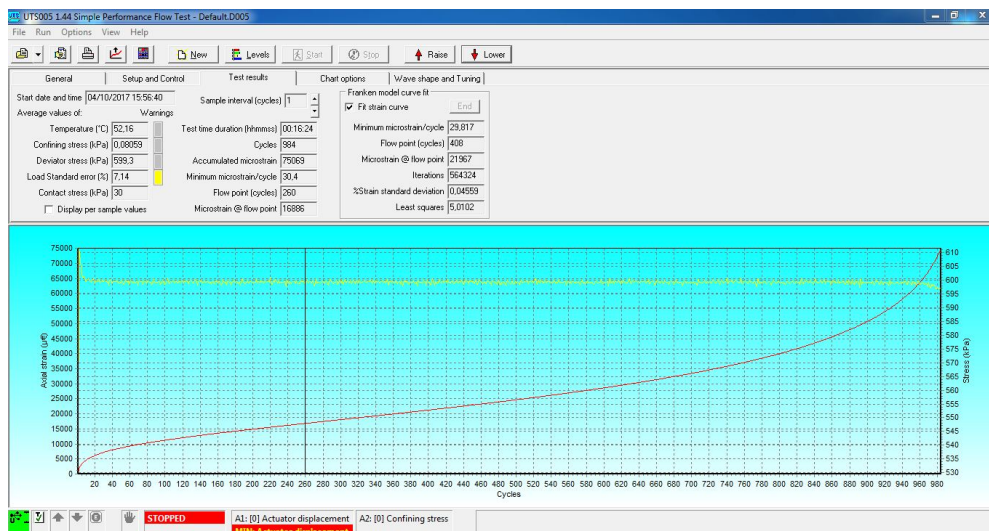 UTS005 1.44 Simple Performance Flow Test - Default.D005
File Run Options View Help
New Levels Start Stop Raise Lower
General Setup and Control Test results Chart options Wave shape and Tuning
Start date and time 04/10/2017 15:56:40 Sample interval (cycles) 1
Average values of: Warnings
Temperature (°C) 52,16 Test time duration (hhmmss) 00:16:24
Confining stress (kPa) 0,08059 Cycles 984
Deviator stress (kPa) 599,3 Accumulated microstrain 75069
Load Standard error (%) 7,14 Minimum microstrain/cycle 30,4
Contact stress (kPa) 30 Flow point (cycles) 260
Display per sample values Microstrain @ flow point 16886
Franken model curve fit
Fit strain curve End
Minimum microstrain/cycle 29,817
Flow point (cycles) 408
Microstrain @ flow point 21967
Iterations 564324
%Strain standard deviation 0,04559
Least squares 5,0102
Axial strain (µε)
75000
70000
65000
60000
55000
50000
45000
40000
35000
30000
25000
20000
15000
10000
5000
0
610
605
600
595
590
585
580
575
570
565
560
555
550
545
540
535
530
Stress (kPa)
20 40 60 80 100 120 140 160 180 200 220 240 260 280 300 320 340 360 380 400 420 440 460 480 500 520 540 560 580 600 620 640 660 680 700 720 740 760 780 800 820 840 860 880 900 920 940 960 980
Cycles
STOPPED A1: [0] Actuator displacement A2: [0] Confining stress
MIN: Actuator displacement